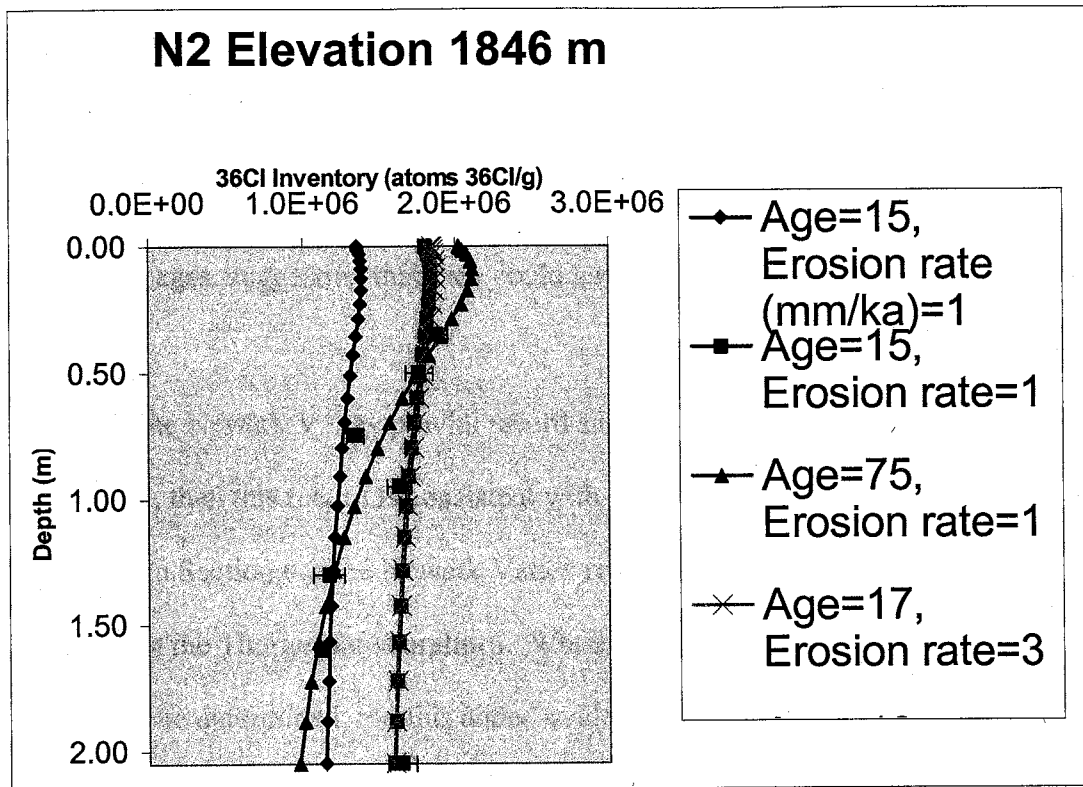 N2 Elevation 1846 m
36Cl Inventory (atoms 36Cl/g)
0.0E+00 1.0E+06 2.0E+06 3.0E+06
0.00
0.50
1.00
1.50
2.00
Depth (m)
Age=15,
Erosion rate
(mm/ka)=1
Age=15,
Erosion rate=1
Age=75,
Erosion rate=1
Age=17,
Erosion rate=3